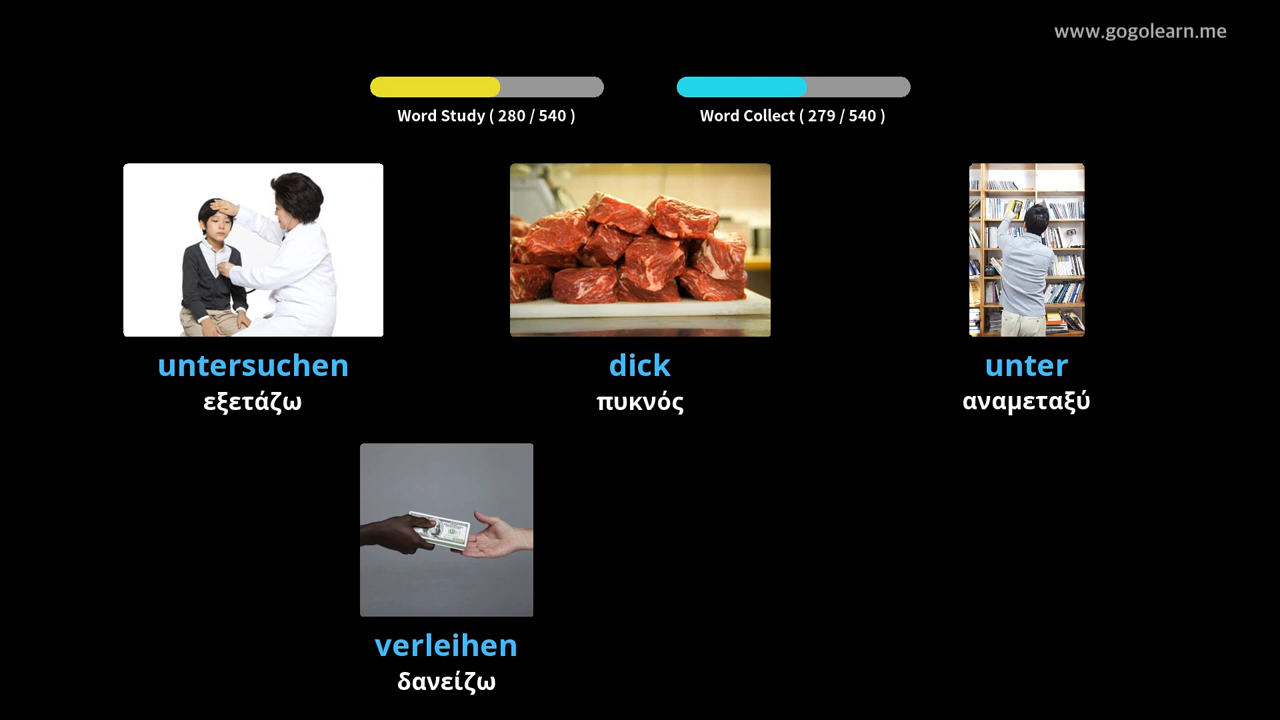 www.gogolearn.me
Word Study ( 280 / 540 )
Word Collect ( 279 / 540 )
untersuchen
εξετάζω
dick
πυκνός
unter
αναμεταξύ
verleihen
δανείζω